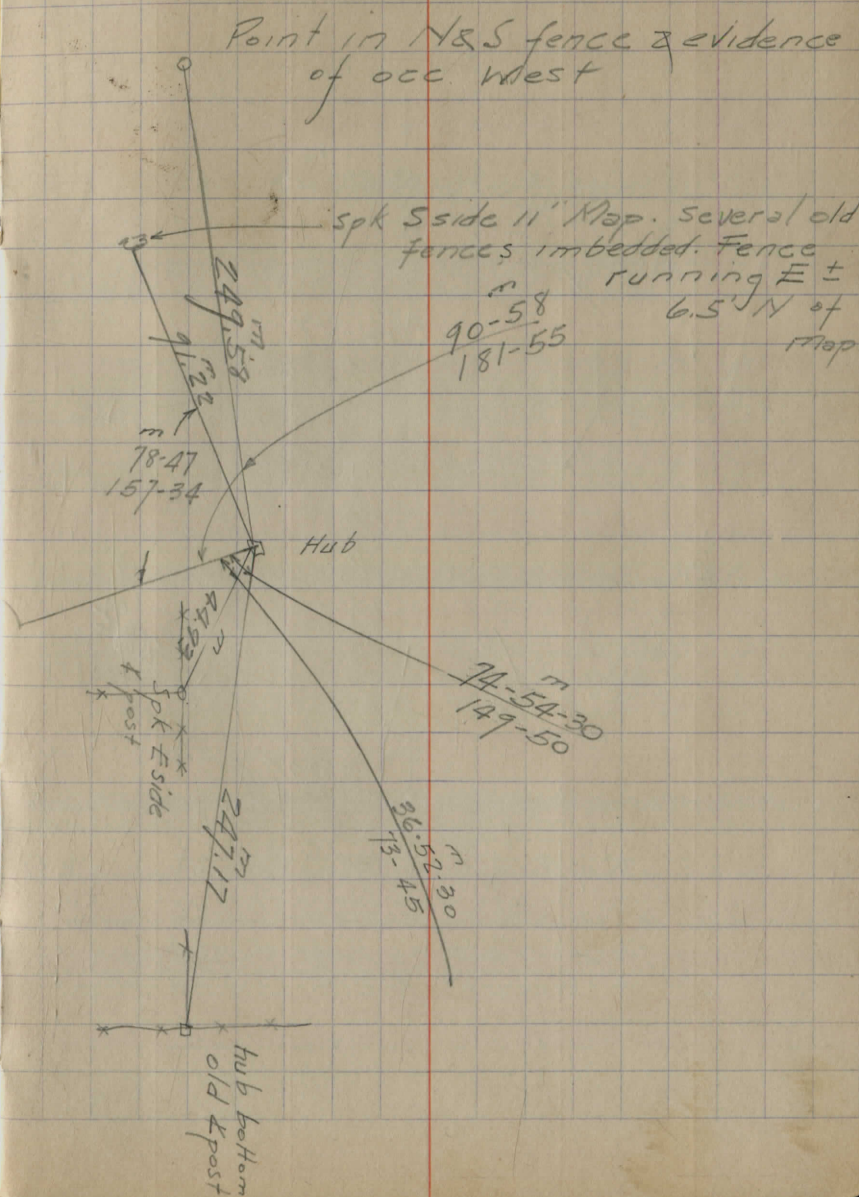 Point in N&S fence & evidence
of occ West
spk S side 11" Map. Several old
fences imbedded. Fence
running E ±
6.5' N of
Map
m
249.58
m
91.22
m
90-58
181-55
m
78-47
157-34
Hub
m
44.93
Spk E side
post
m
74-54-30
149-50
m
247.17
m
36-52-30
73-45
hub bottom
old post